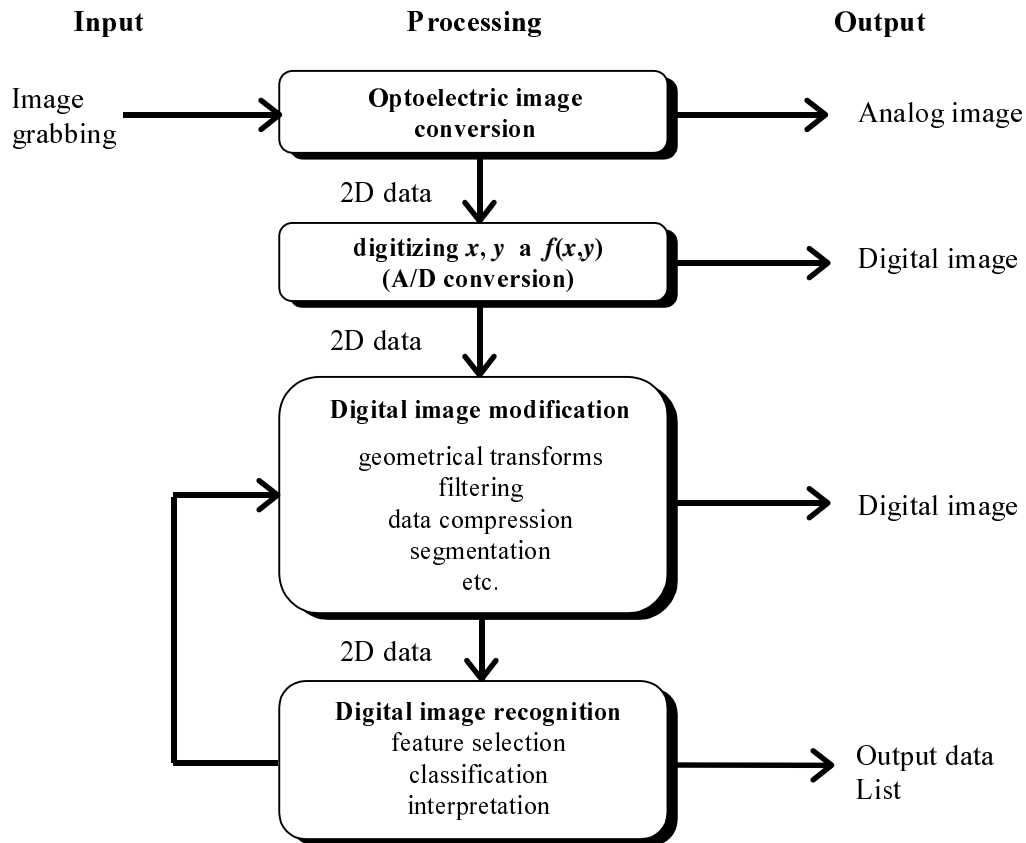 Input
Processing
Output
Image
grabbing
Optoelectric image
conversion
Analog image
2D data
digitizing x, y a f(x,y)
(A/D conversion)
Digital image
2D data
Digital image modification
geometrical transforms
filtering
data compression
segmentation
etc.
Digital image
2D data
Digital image recognition
feature selection
classification
interpretation
Output data
List